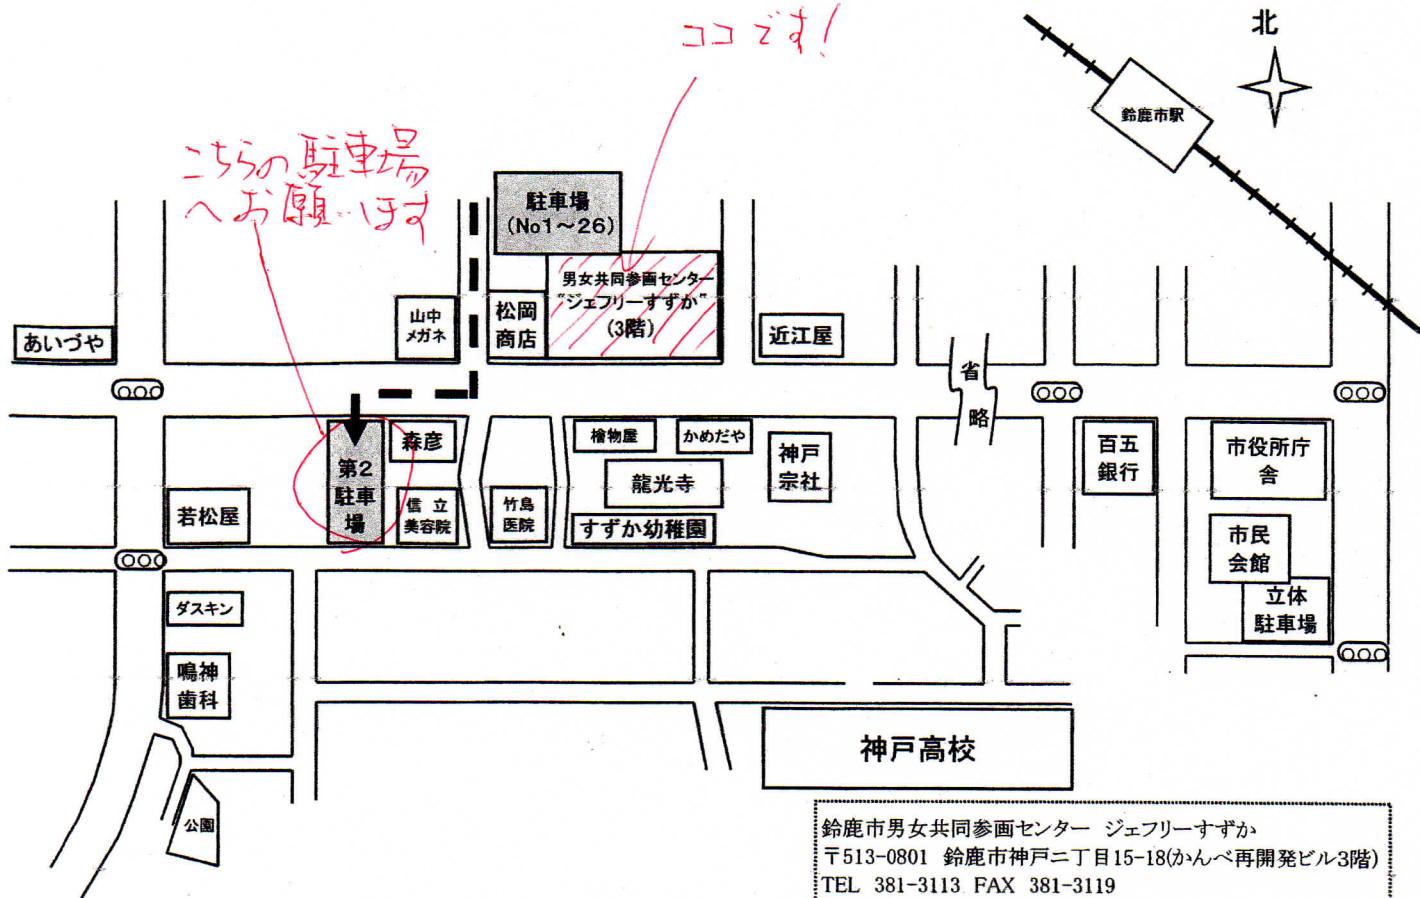 ココです!
北
鈴鹿市駅
こちらの駐車場
へお願いします
駐車場
(No1～26)
男女共同参画センター
"ジェフリーすずか"
(3階)
山中
メガネ
松岡
商店
近江屋
あいづや
省
略
森彦
檜物屋
かめだや
神戸
宗社
百五
銀行
市役所庁
舎
第2
駐車
場
龍光寺
若松屋
信立
美容院
竹島
医院
すずか幼稚園
市民
会館
立体
駐車場
ダスキン
鳴神
歯科
神戸高校
公園
鈴鹿市男女共同参画センター ジェフリーすずか
〒513-0801 鈴鹿市神戸二丁目15-18(かんべ再開発ビル3階)
TEL 381-3113 FAX 381-3119